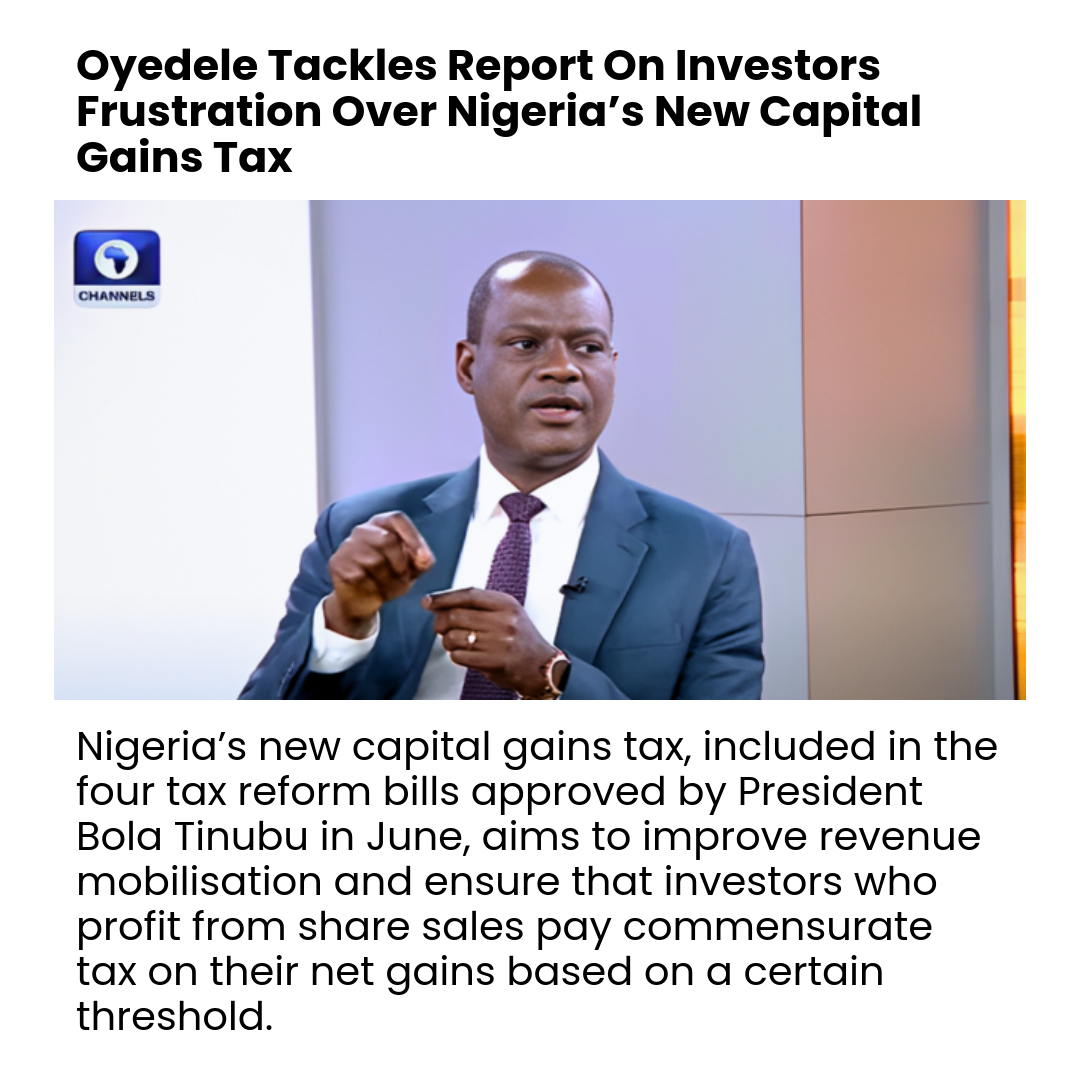 Oyedele Tackles Report On Investors
Frustration Over Nigeria’s New Capital
Gains Tax
CHANNELS
Nigeria’s new capital gains tax, included in the
four tax reform bills approved by President
Bola Tinubu in June, aims to improve revenue
mobilisation and ensure that investors who
profit from share sales pay commensurate
tax on their net gains based on a certain
threshold.